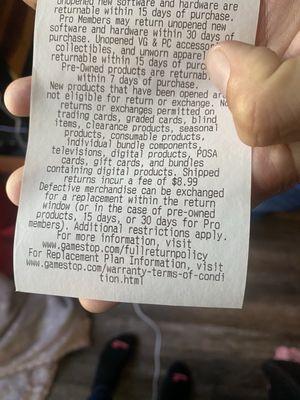 Unopened new software and hardware are
returnable within 15 days of purchase.
Pro Members may return unopened new
software and hardware within 30 days of
purchase. Unopened VG & PC accessor
collectibles, and unworn apparel
returnable within 15 days of purc
Pre-Owned products are returnab
within 7 days of purchase.
New products that have been opened are
not eligible for return or exchange. No
returns or exchanges permitted on
trading cards, graded cards, blind
items, clearance products, seasonal
products, consumable products,
individual bundle components,
televisions, digital products, POSA
cards, gift cards, and bundles
containing digital products. Shipped
returns incur a fee of $8.99
Defective merchandise can be exchanged
for a replacement within the return
window (or in the case of pre-owned
products, 15 days, or 30 days for Pro
members). Additional restrictions apply.
For more information, visit
www.gamestop.com/fullreturnpolicy
For Replacement Plan Information, visit
www.gamestop.com/warranty-terms-of-condi
tion.html